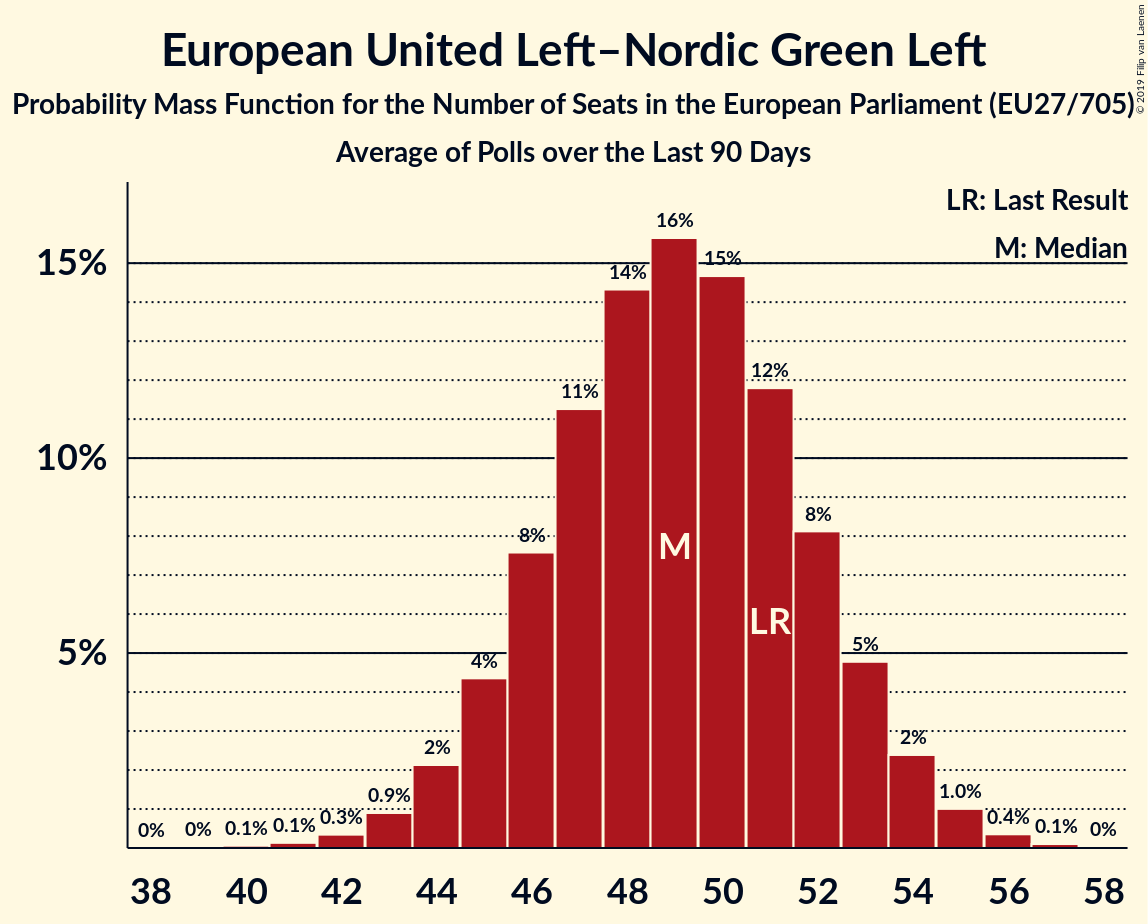 European United Left–Nordic Green Left
Probability Mass Function for the Number of Seats in the European Parliament (EU27/705)
Average of Polls over the Last 90 Days
© 2019 Filip van Laenen
LR: Last Result
M: Median
15%
10%
5%
0% 0% 0.1% 0.1% 0.3% 0.9% 2% 4% 8% 11% 14% 16% 15% 12% 8% 5% 2% 1.0% 0.4% 0.1% 0%
M
LR
38 40 42 44 46 48 50 52 54 56 58